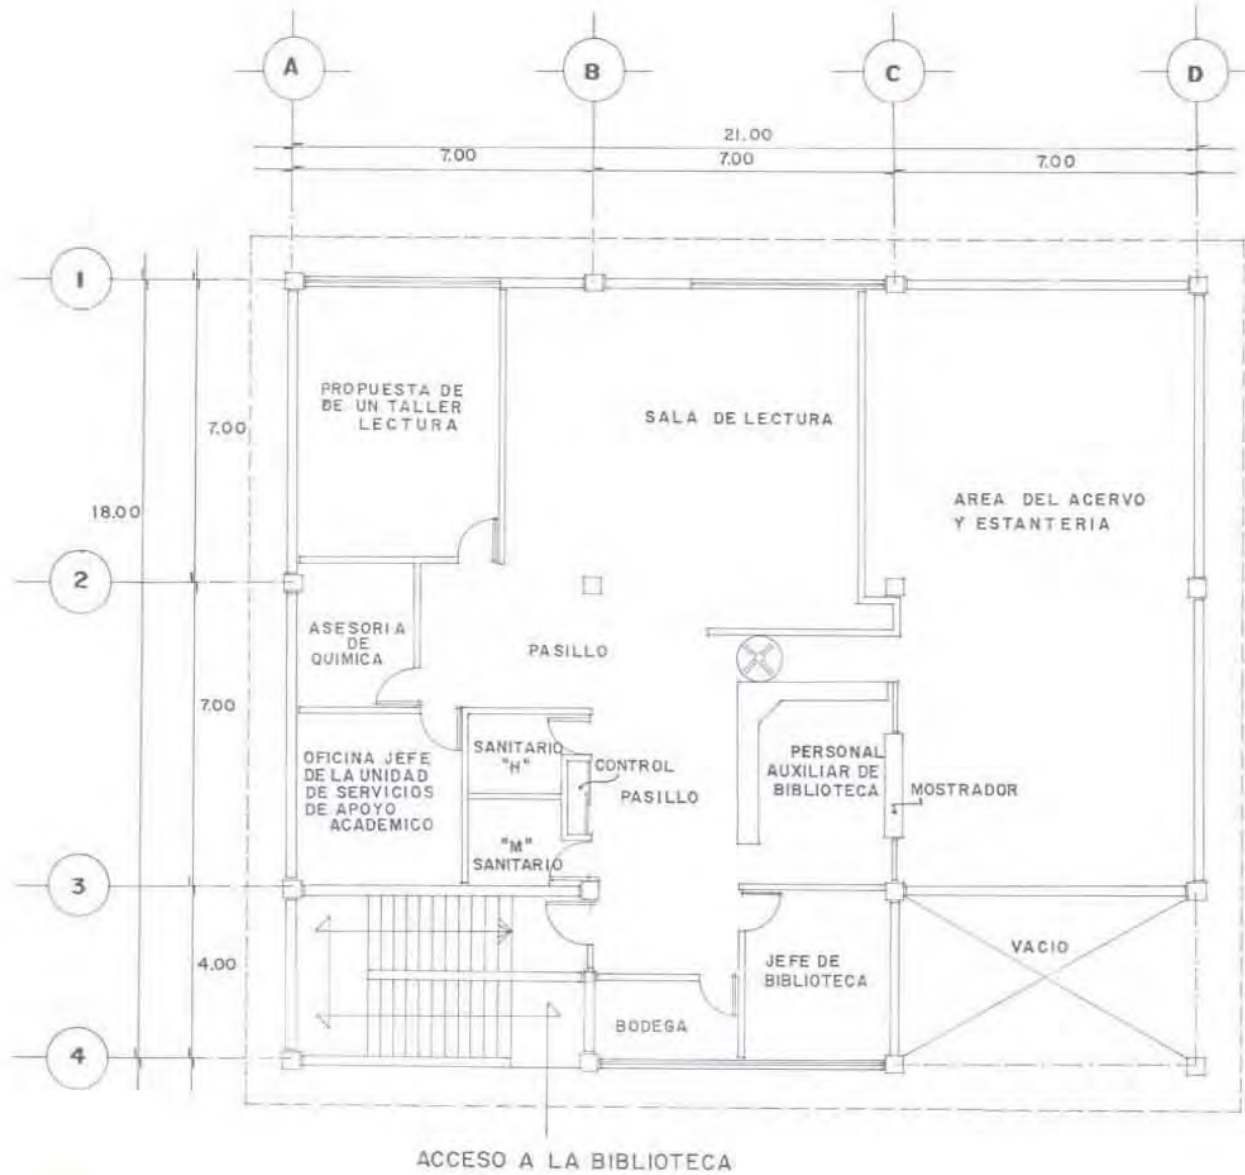 A
B
C
D
21.00
7.00
7.00
7.00
1
2
3
4
18.00
7.00
7.00
4.00
PROPUESTA DE
DE UN TALLER
LECTURA
SALA DE LECTURA
AREA DEL ACERVO
Y ESTANTERIA
ASESORIA
DE
QUIMICA
PASILLO
OFICINA JEFE
DE LA UNIDAD
DE SERVICIOS
DE APOYO
ACADEMICO
SANITARIO
"H"
CONTROL
PASILLO
"M"
SANITARIO
PERSONAL
AUXILIAR DE
BIBLIOTECA
MOSTRADOR
JEFE DE
BIBLIOTECA
VACIO
BODEGA
ACCESO A LA BIBLIOTECA